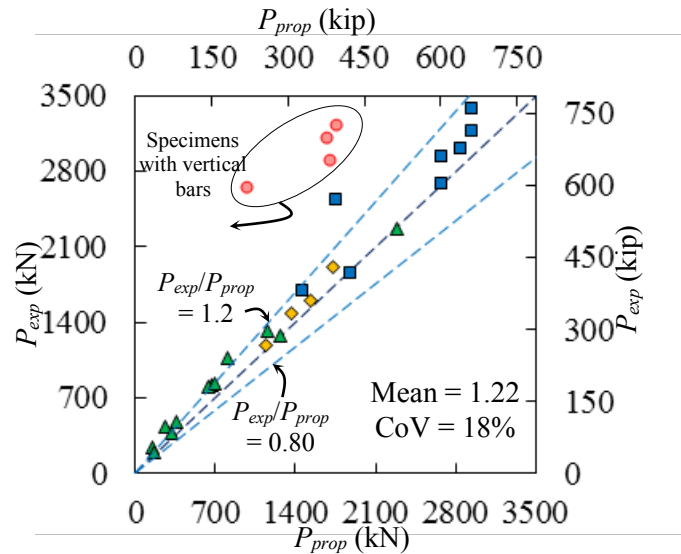 P_prop (kip)
0 150 300 450 600 750
3500
2800
2100
1400
700
0
P_exp (kN)
750
600
450
300
150
0
P_exp (kip)
Specimens
with vertical
bars
P_exp/P_prop
= 1.2
P_exp/P_prop
= 0.80
Mean = 1.22
CoV = 18%
0 700 1400 2100 2800 3500
P_prop (kN)